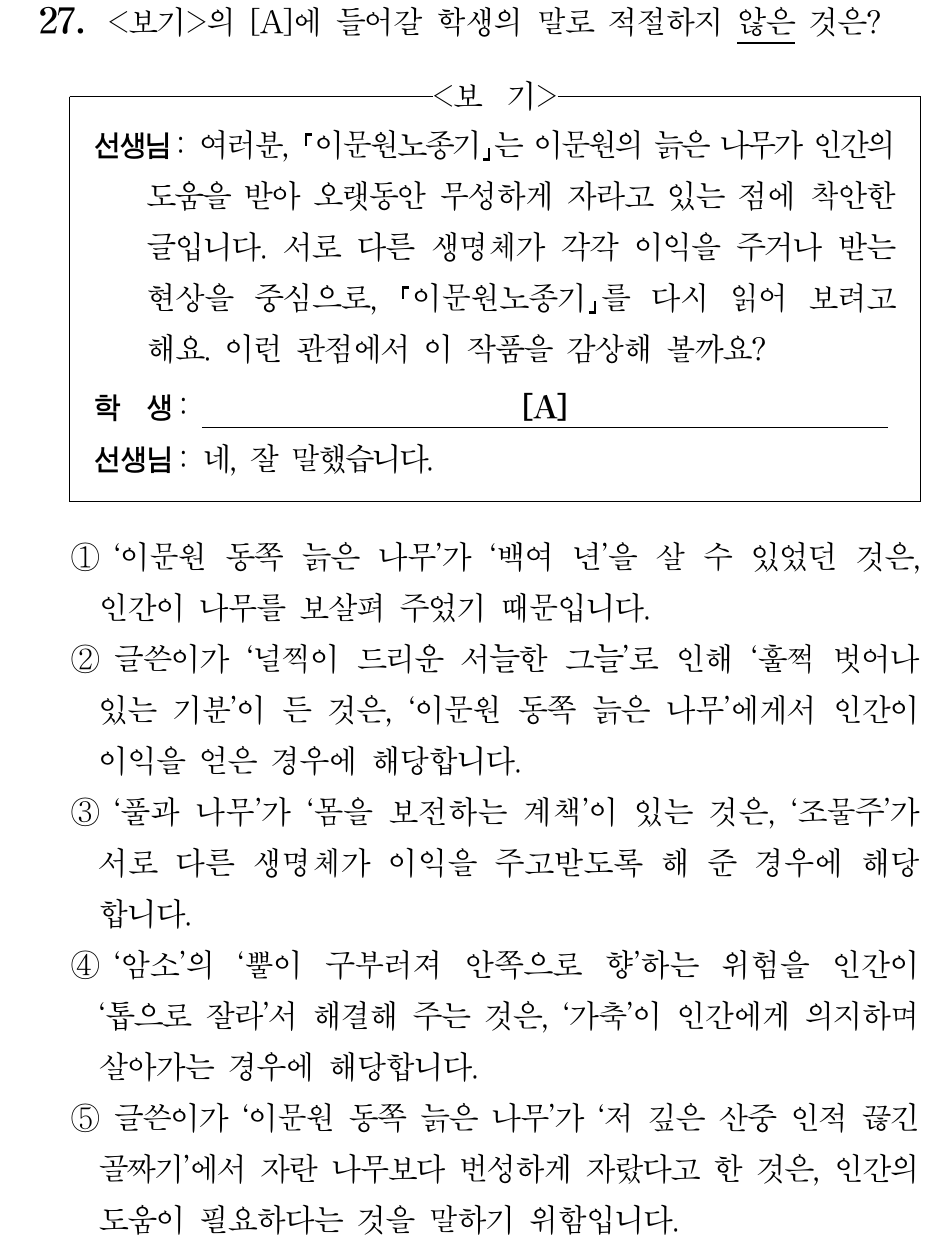 27. <보기>의 [A]에 들어갈 학생의 말로 적절하지 않은 것은?
<보 기>
선생님 : 여러분, 『이문원노종기』는 이문원의 늙은 나무가 인간의
도움을 받아 오랫동안 무성하게 자라고 있는 점에 착안한
글입니다. 서로 다른 생명체가 각각 이익을 주거나 받는
현상을 중심으로, 『이문원노종기』를 다시 읽어 보려고
해요. 이런 관점에서 이 작품을 감상해 볼까요?
학 생 : [A]
선생님 : 네, 잘 말했습니다.
① ‘이문원 동쪽 늙은 나무’가 ‘백여 년’을 살 수 있었던 것은,
인간이 나무를 보살펴 주었기 때문입니다.
② 글쓴이가 ‘널찍이 드리운 서늘한 그늘’로 인해 ‘훌쩍 벗어나
있는 기분’이 든 것은, ‘이문원 동쪽 늙은 나무’에게서 인간이
이익을 얻은 경우에 해당합니다.
③ ‘풀과 나무’가 ‘몸을 보전하는 계책’이 있는 것은, ‘조물주’가
서로 다른 생명체가 이익을 주고받도록 해 준 경우에 해당
합니다.
④ ‘암소’의 ‘뿔이 구부러져 안쪽으로 향’하는 위험을 인간이
‘톱으로 잘라’서 해결해 주는 것은, ‘가축’이 인간에게 의지하며
살아가는 경우에 해당합니다.
⑤ 글쓴이가 ‘이문원 동쪽 늙은 나무’가 ‘저 깊은 산중 인적 끊긴
골짜기’에서 자란 나무보다 번성하게 자랐다고 한 것은, 인간의
도움이 필요하다는 것을 말하기 위함입니다.